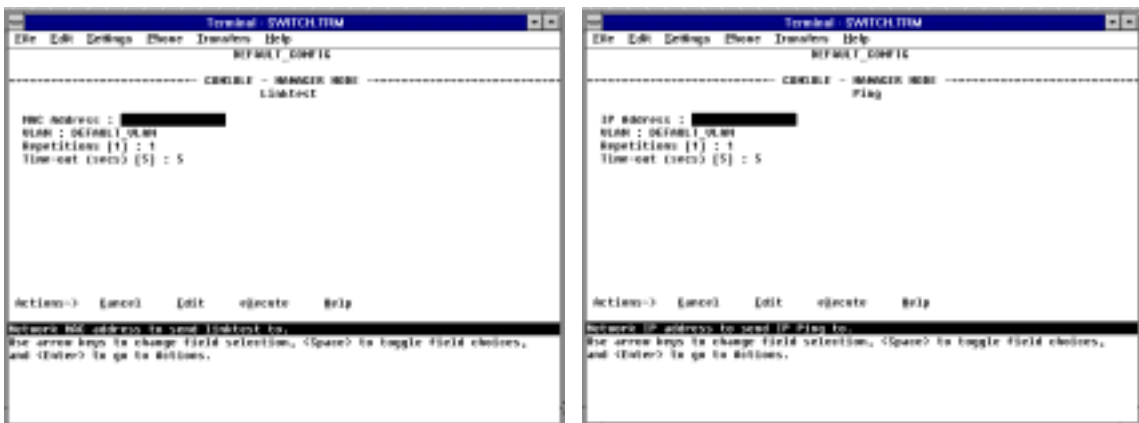 Terminal - SWITCH.TRM
File Edit Settings Phone Transfers Help
DEFAULT_CONFIG
CONSOLE - MANAGER MODE
Linktest
MAC Address :
VLAN : DEFAULT_VLAN
Repetitions [1] : 1
Time-out (secs) [5] : 5
Actions-> Cancel Edit eXecute Help
Network MAC address to send linktest to.
Use arrow keys to change field selection, <Space> to toggle field choices,
and <Enter> to go to Actions.
Terminal - SWITCH.TRM
File Edit Settings Phone Transfers Help
DEFAULT_CONFIG
CONSOLE - MANAGER MODE
Ping
IP Address :
VLAN : DEFAULT_VLAN
Repetitions [1] : 1
Time-out (secs) [5] : 5
Actions-> Cancel Edit eXecute Help
Network IP address to send IP Ping to.
Use arrow keys to change field selection, <Space> to toggle field choices,
and <Enter> to go to Actions.